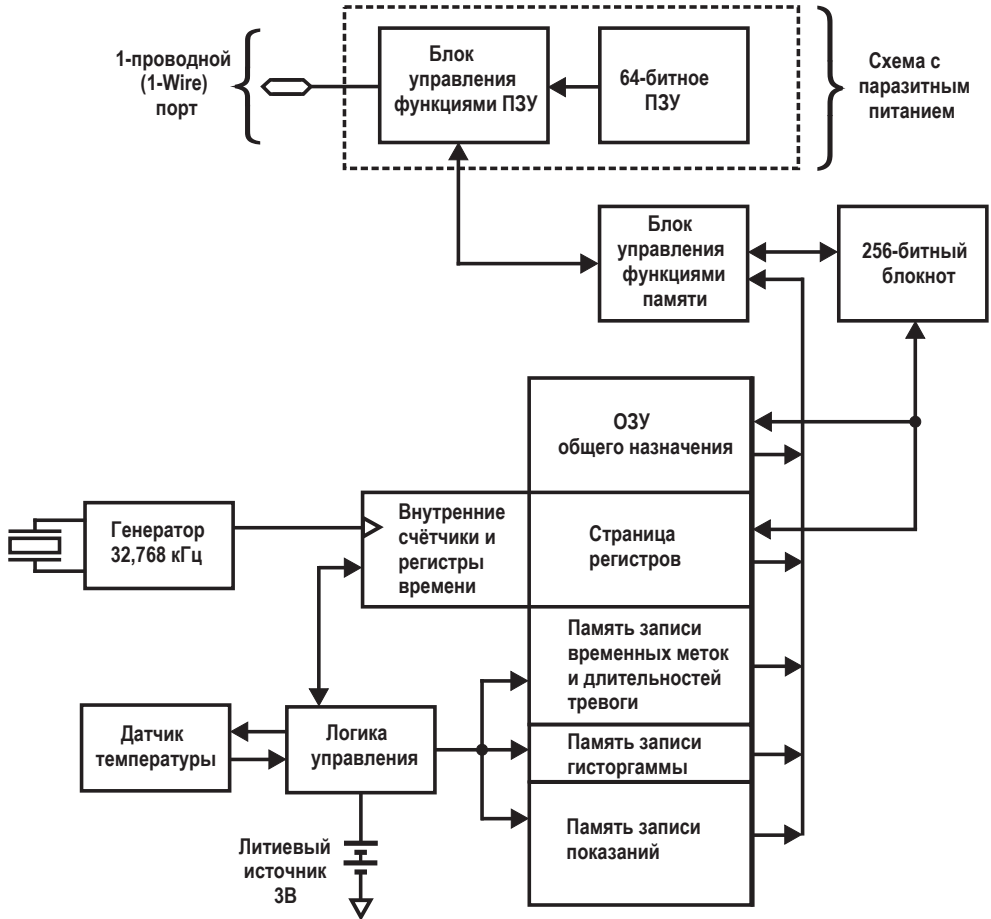 1-проводной
(1-Wire)
порт
Блок
управления
функциями ПЗУ
64-битное
ПЗУ
Схема с
паразитным
питанием
Блок
управления
функциями
памяти
256-битный
блокнот
ОЗУ
общего назначения
Генератор
32,768 кГц
Внутренние
счётчики и
регистры
времени
Страница
регистров
Память записи
временных меток
и длительностей
тревоги
Датчик
температуры
Логика
управления
Память записи
гисторгаммы
Память записи
показаний
Литиевый
источник
3В